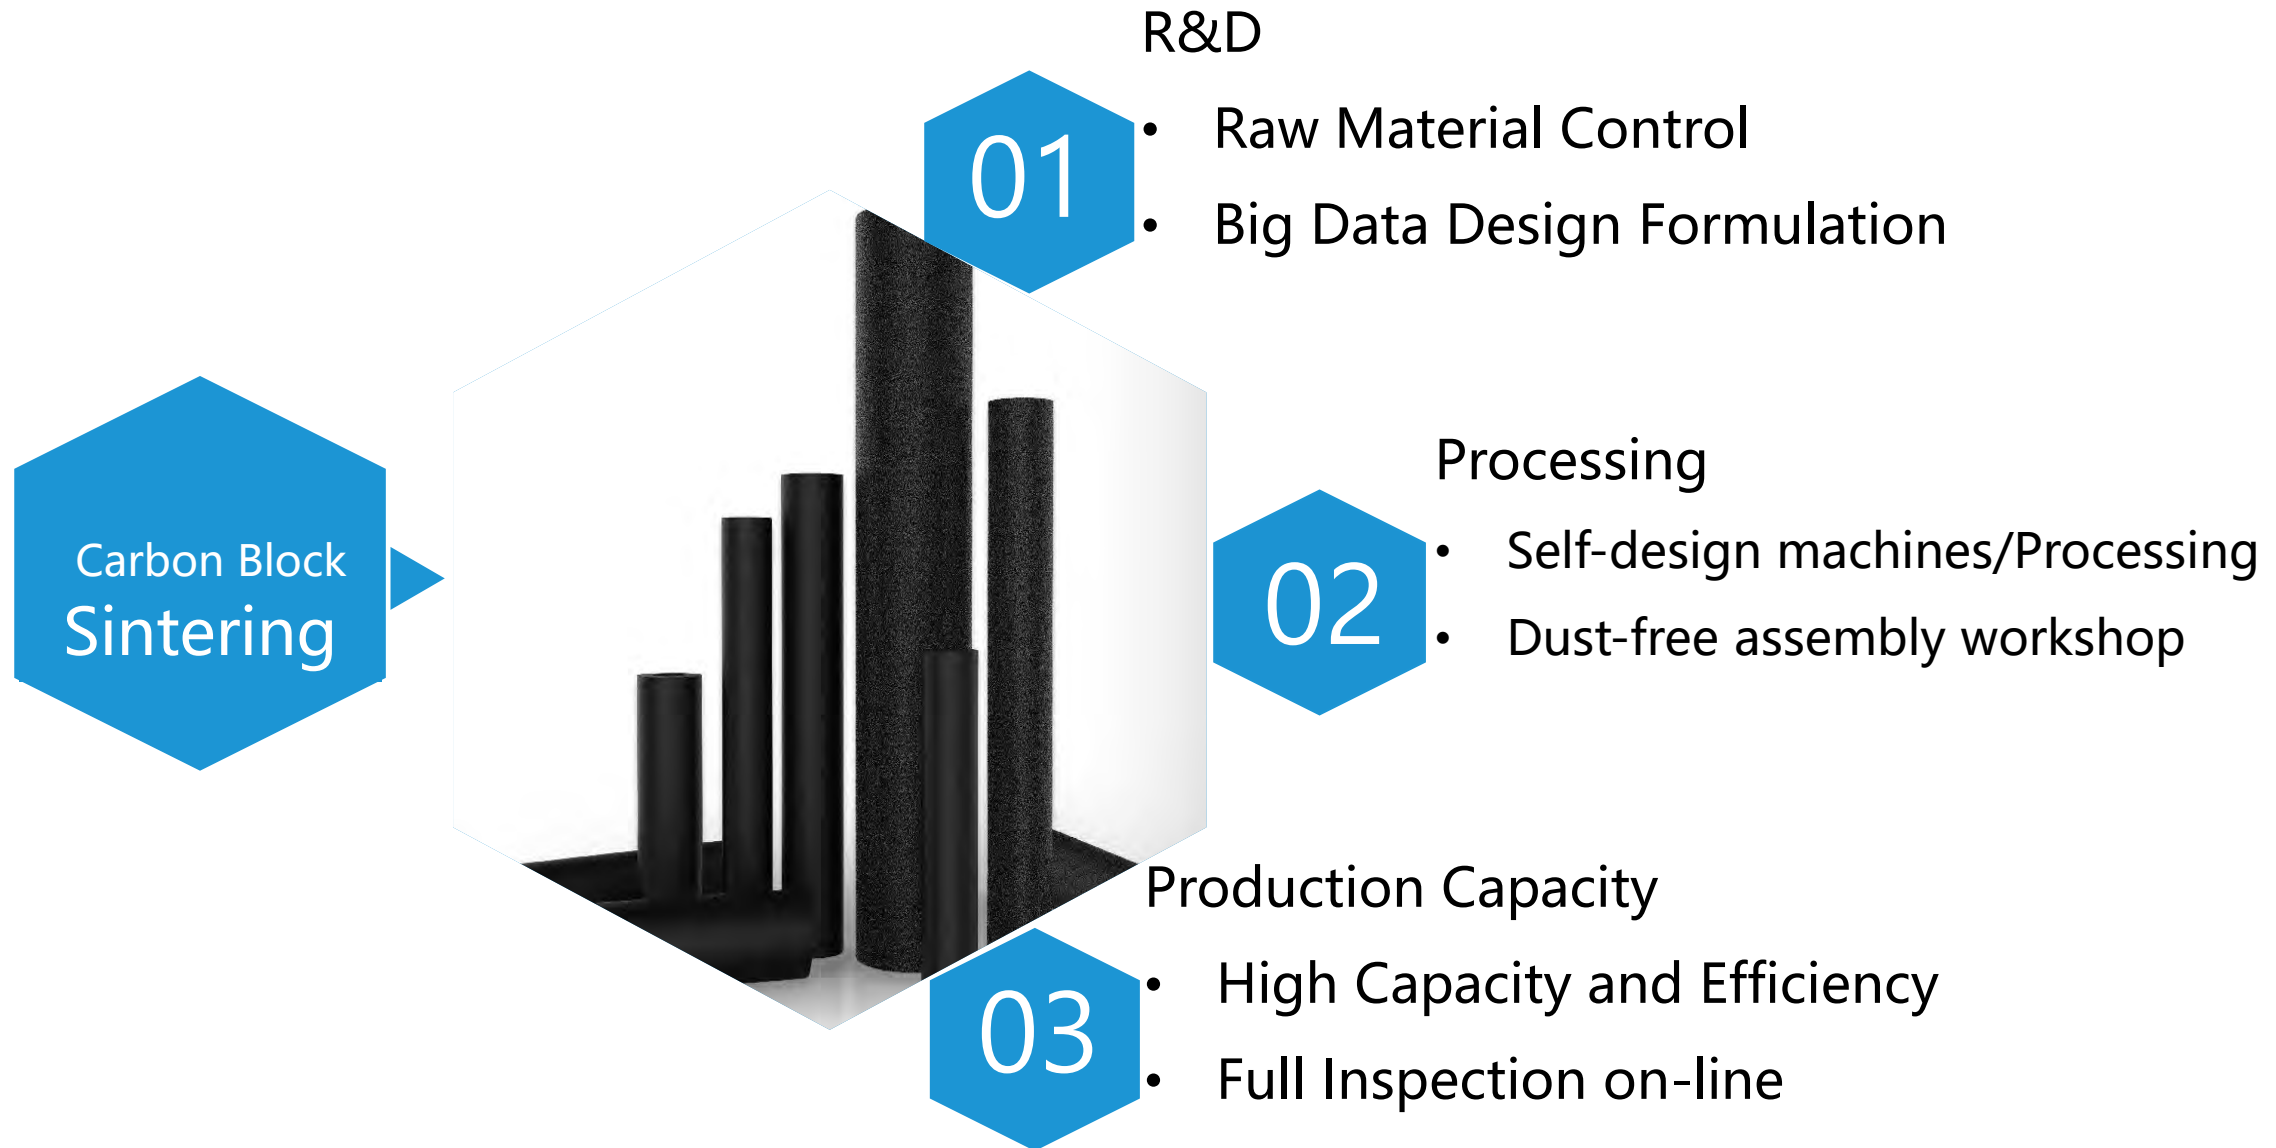 Carbon Block
Sintering
R&D
01
• Raw Material Control
• Big Data Design Formulation
Processing
02
• Self-design machines/Processing
• Dust-free assembly workshop
Production Capacity
03
• High Capacity and Efficiency
• Full Inspection on-line